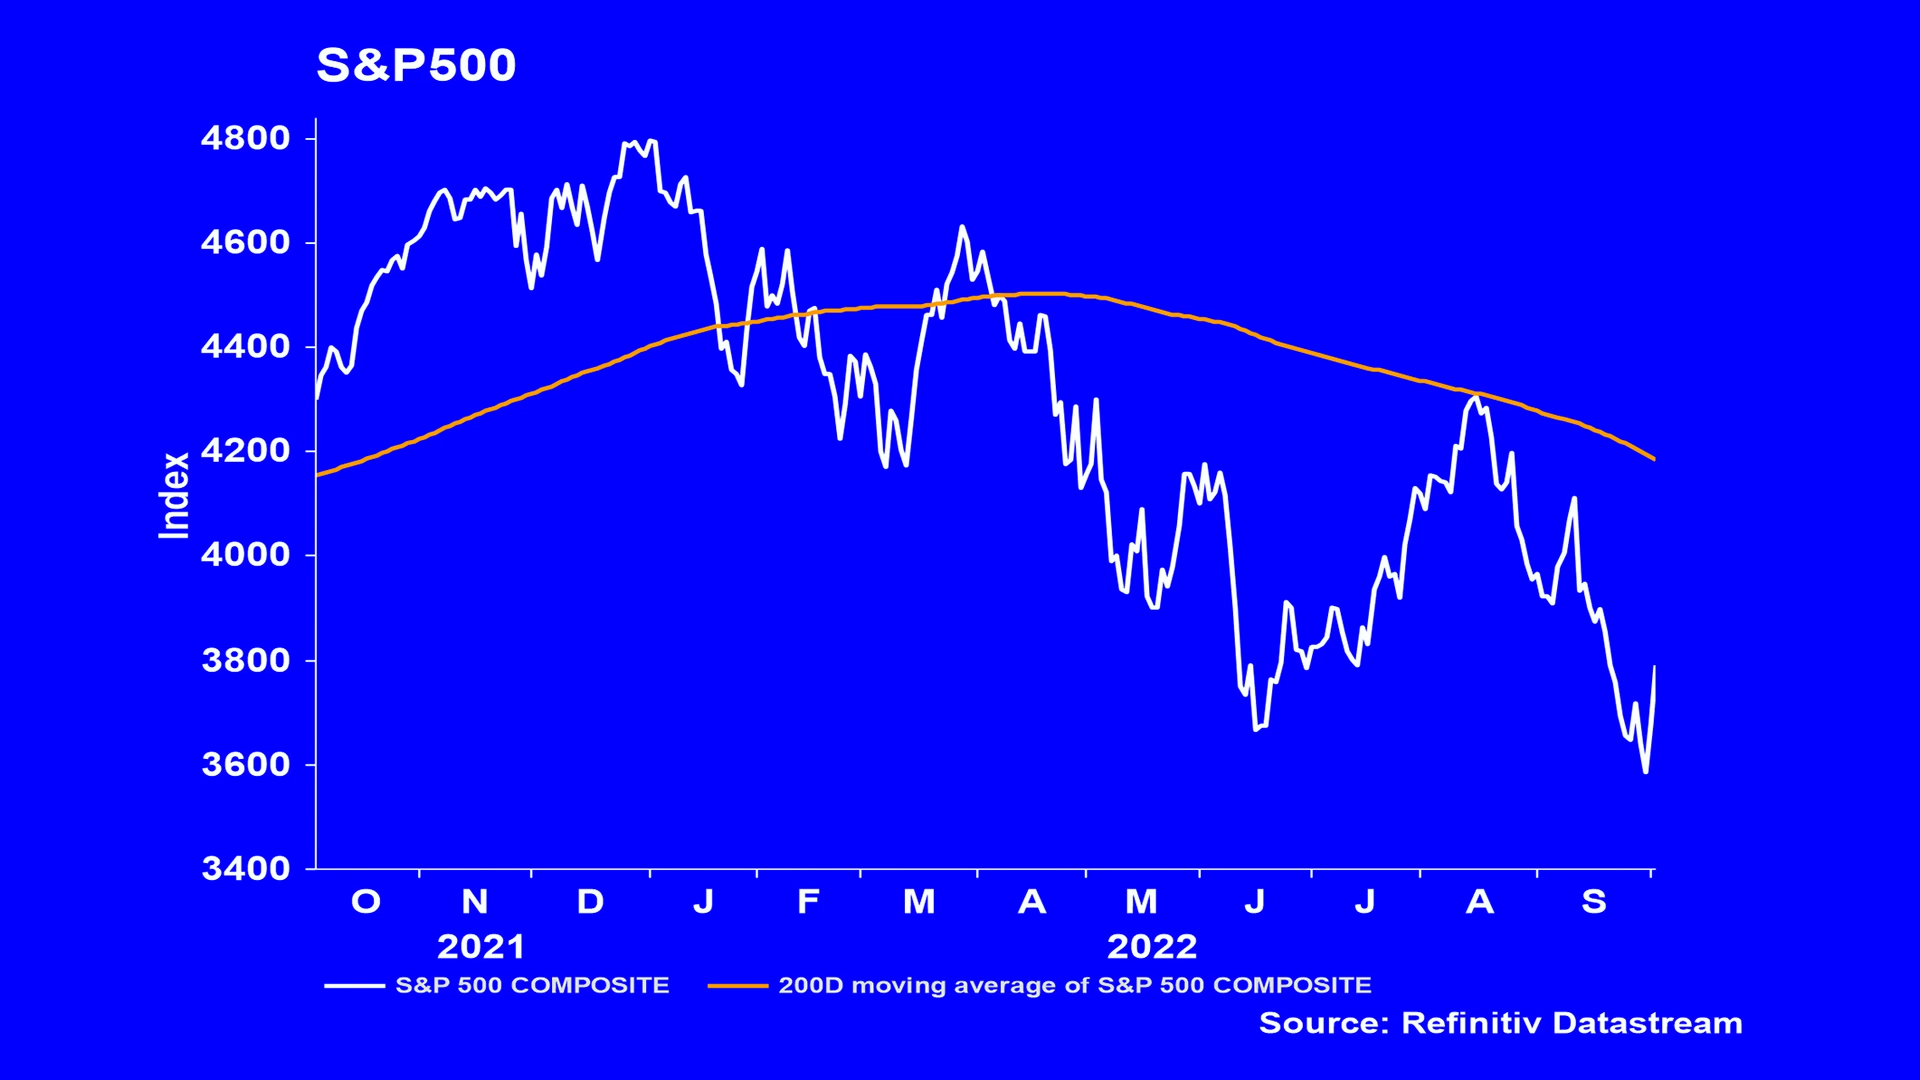 S&P500
4800
4600
4400
4200
4000
3800
3600
3400
Index
O N D J F M A M J J A S
2021 2022
S&P 500 COMPOSITE 200D moving average of S&P 500 COMPOSITE
Source: Refinitiv Datastream